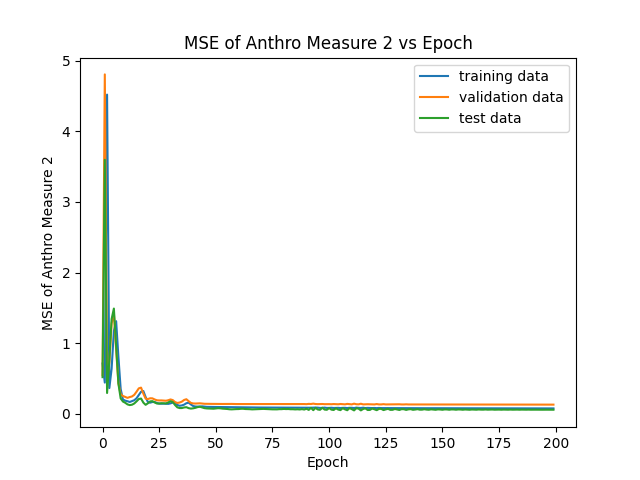 MSE of Anthro Measure 2 vs Epoch
training data
validation data
test data
MSE of Anthro Measure 2
5
4
3
2
1
0
0 25 50 75 100 125 150 175 200
Epoch